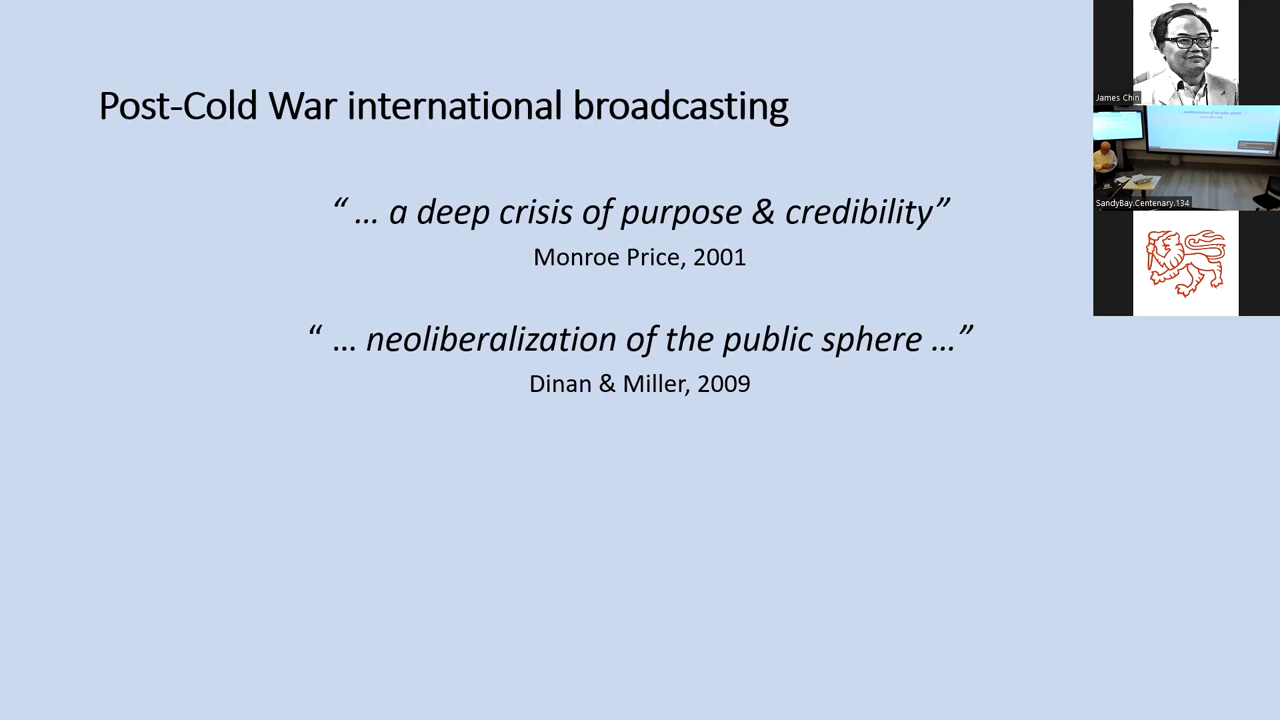 Post-Cold War international broadcasting
“ … a deep crisis of purpose & credibility”
Monroe Price, 2001
“ … neoliberalization of the public sphere …”
Dinan & Miller, 2009
James Chin
SandyBay.Centenary.134